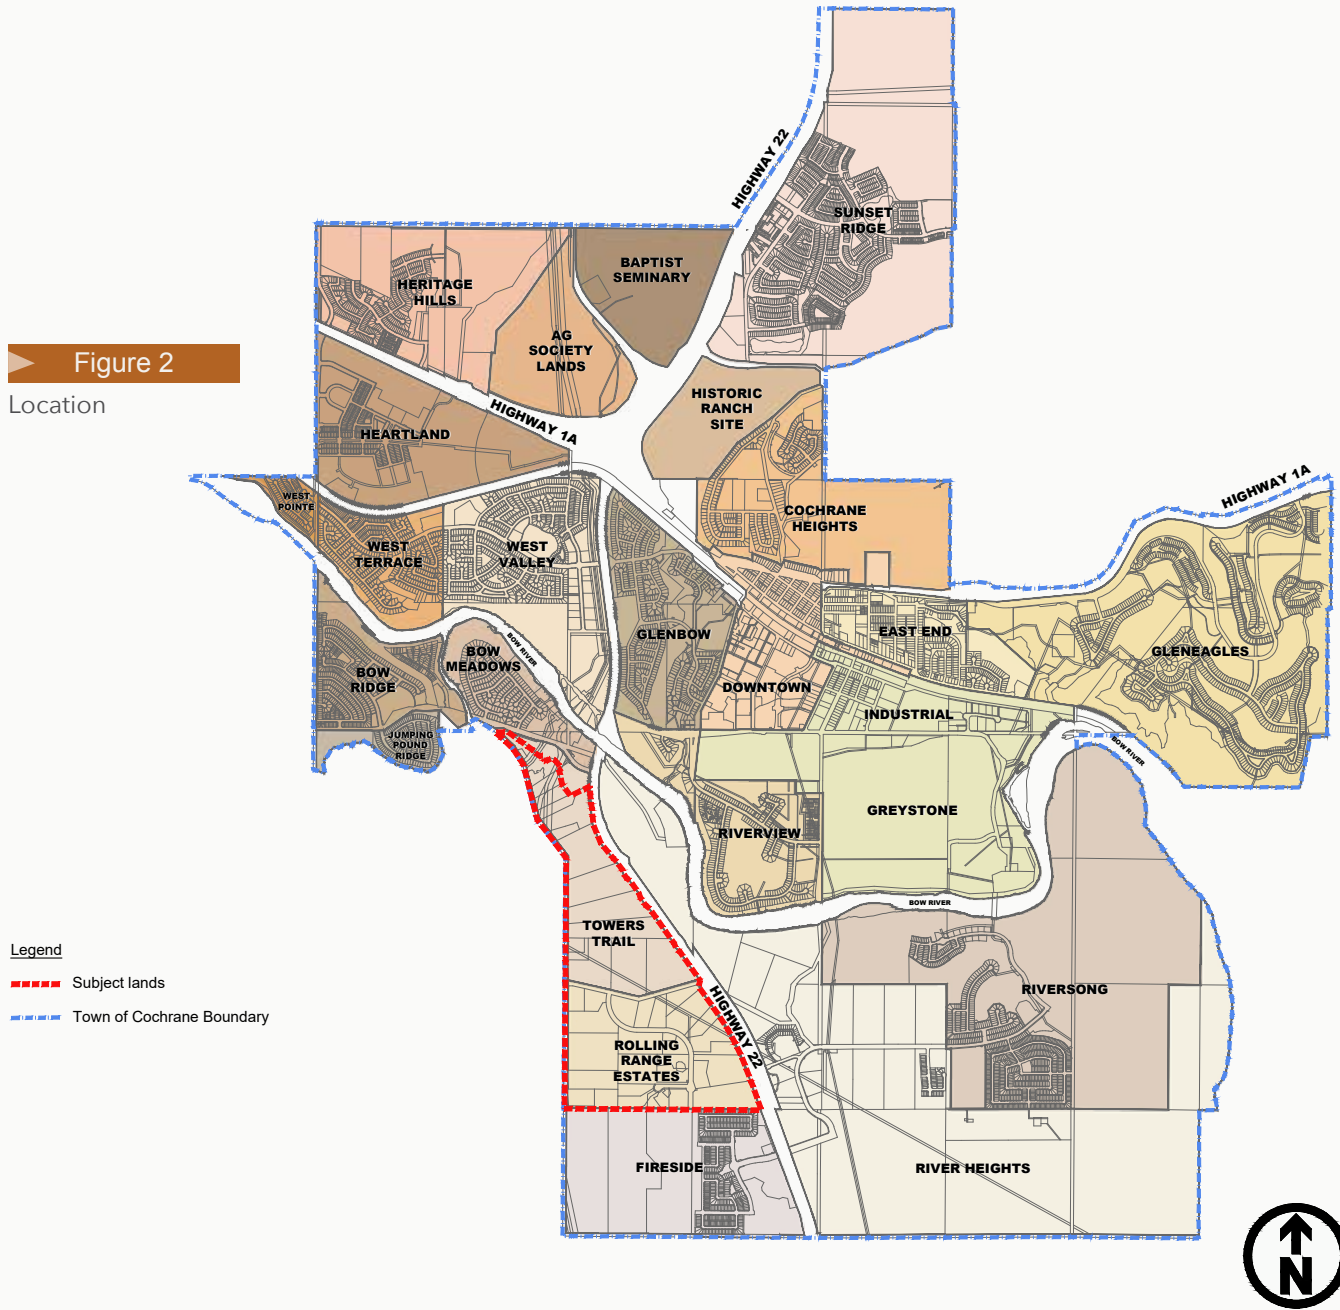 HIGHWAY 22
SUNSET
RIDGE
BAPTIST
SEMINARY
HERITAGE
HILLS
AG
SOCIETY
LANDS
Figure 2
Location
HISTORIC
RANCH
SITE
HIGHWAY 1A
HEARTLAND
HIGHWAY 1A
WEST
POINTE
COCHRANE
HEIGHTS
WEST
TERRACE
WEST
VALLEY
GLENBOW
EAST END
GLENEAGLES
BOW RIVER
BOW
MEADOWS
BOW
RIDGE
DOWNTOWN
INDUSTRIAL
JUMPING
POUND
RIDGE
BOW RIVER
GREYSTONE
RIVERVIEW
BOW RIVER
TOWERS
TRAIL
Legend
Subject lands
Town of Cochrane Boundary
HIGHWAY 22
RIVERSONG
ROLLING
RANGE
ESTATES
FIRESIDE
RIVER HEIGHTS
N